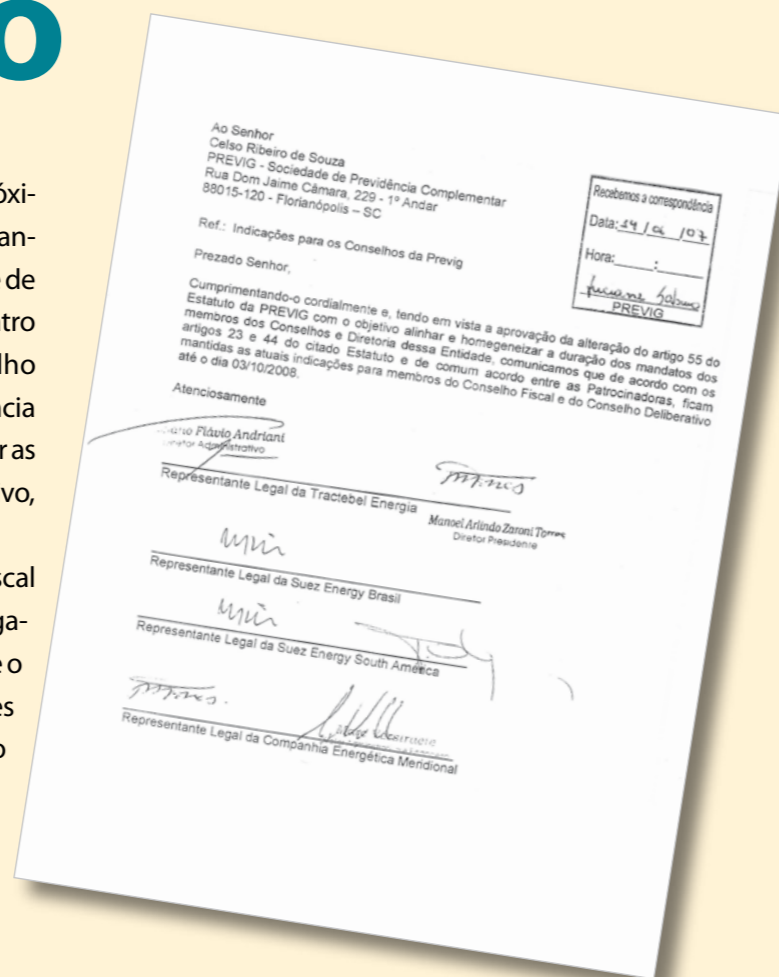 o
óxi-
an-
de
tro
lho
ncia
r as
vo,
scal
ga-
e o
es
o
Ao Senhor
Celso Ribeiro de Souza
PREVIG - Sociedade de Previdência Complementar
Rua Dom Jaime Câmara, 229 - 1º Andar
88015-120 - Florianópolis – SC
Recebemos a correspondência
Data: 14 / 06 / 07
Hora:____:____
PREVIG
Ref.: Indicações para os Conselhos da Previg
Prezado Senhor,
Cumprimentando-o cordialmente e, tendo em vista a aprovação da alteração do artigo 55 do
Estatuto da PREVIG com o objetivo alinhar e homogeneizar a duração dos mandatos dos
membros dos Conselhos e Diretoria dessa Entidade, comunicamos que de acordo com os
artigos 23 e 44 do citado Estatuto e de comum acordo entre as Patrocinadoras, ficam
mantidas as atuais indicações para membros do Conselho Fiscal e do Conselho Deliberativo
até o dia 03/10/2008.
Atenciosamente
Flávio Andriani
Diretor Administrativo
Representante Legal da Tractebel Energia
Manoel Arlindo Zaroni Torres
Diretor Presidente
Representante Legal da Suez Energy Brasil
Representante Legal da Suez Energy South America
Representante Legal da Companhia Energética Meridional